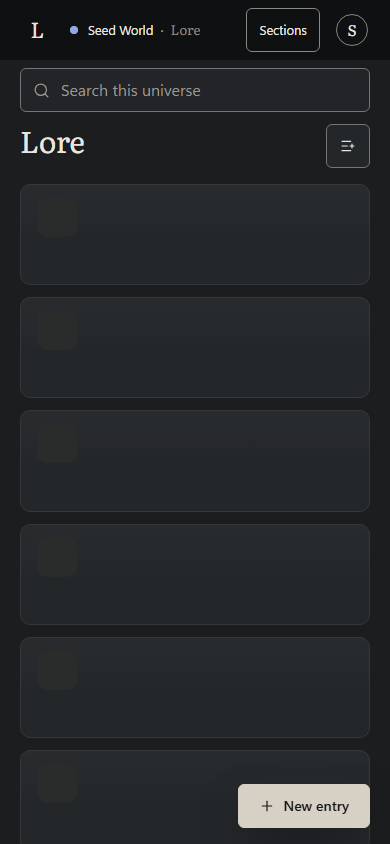 L
Seed World · Lore
Sections
S
Search this universe
Lore
New entry